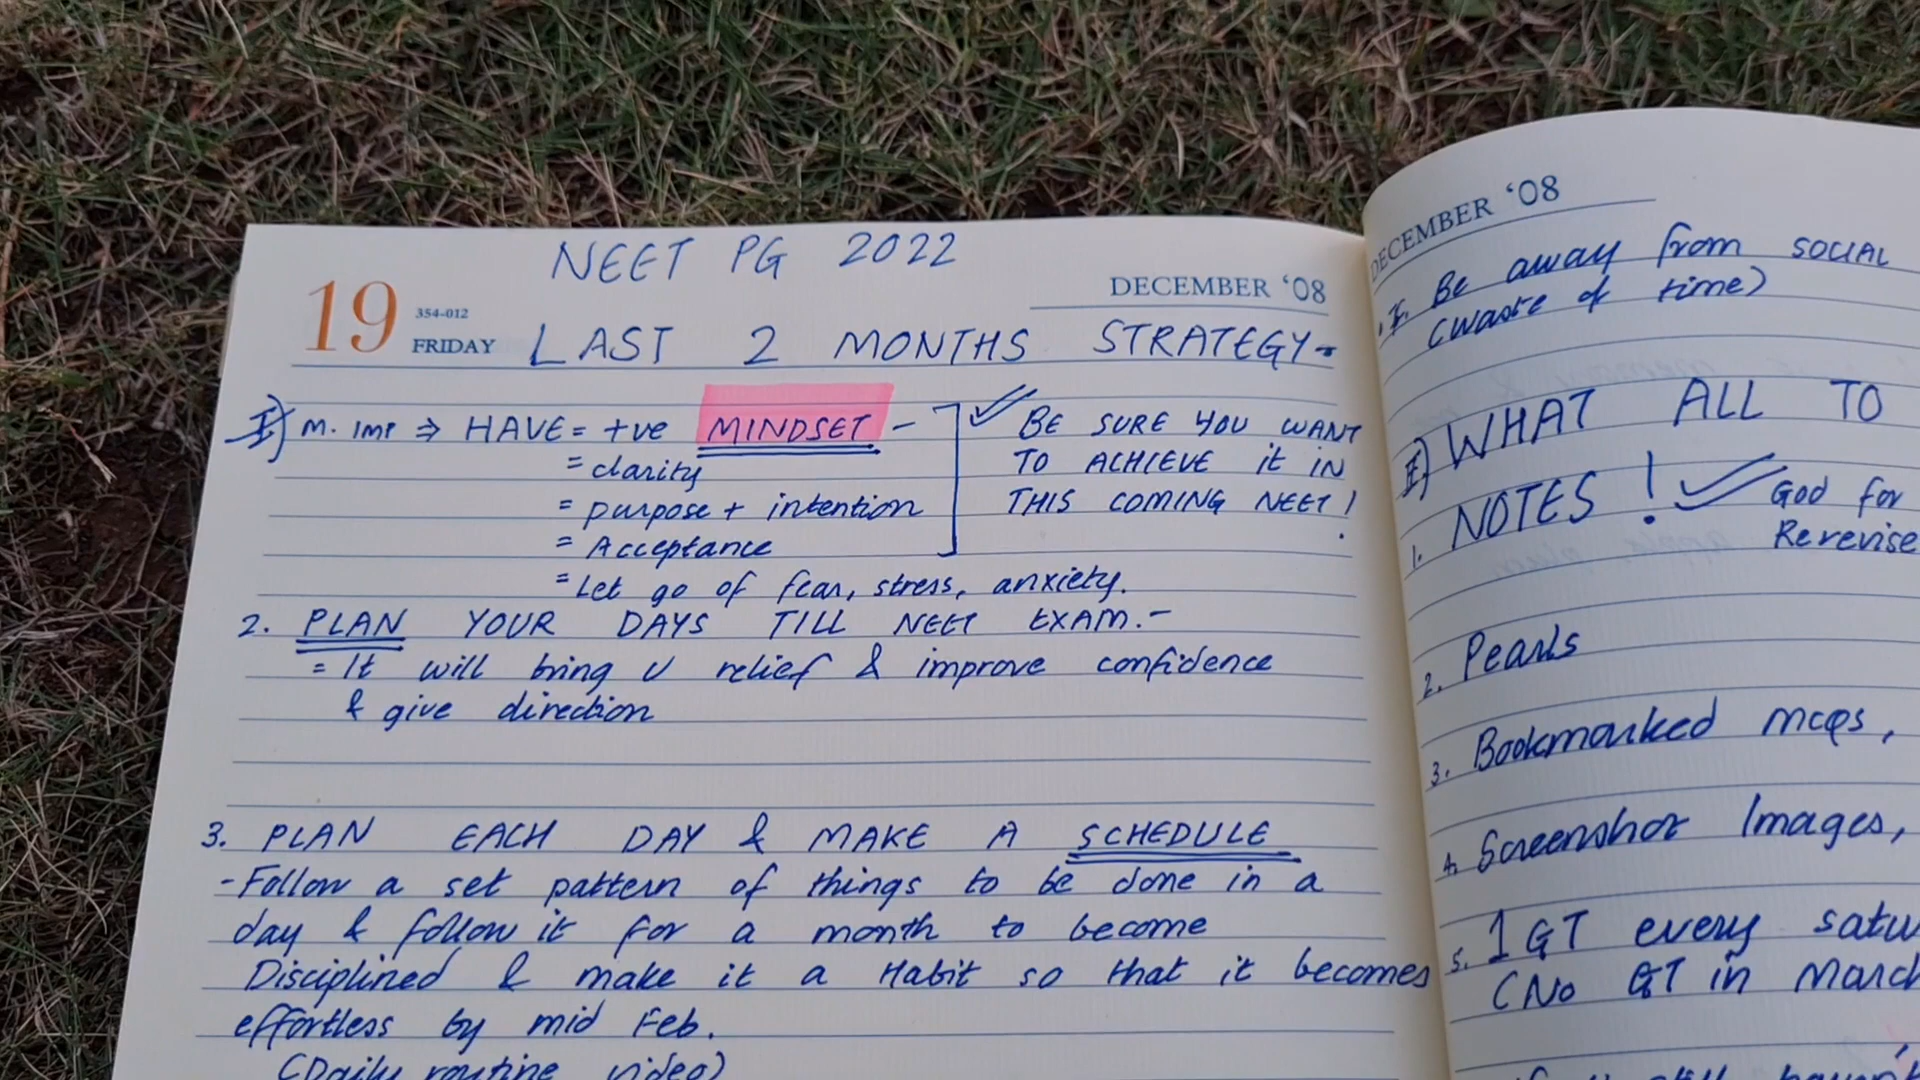 NEET PG 2022
19
354-012
FRIDAY
DECEMBER '08
LAST 2 MONTHS STRATEGY-
I) M. IMP ⇒ HAVE = +ve MINDSET -
= clarity
= purpose + intention
= Acceptance
= Let go of fear, stress, anxiety.
✓ BE SURE YOU WANT
TO ACHIEVE it IN
THIS COMING NEET!
2. PLAN YOUR DAYS TILL NEET EXAM.-
= It will bring U relief & improve confidence
& give direction
3. PLAN EACH DAY & MAKE A SCHEDULE
- Follow a set pattern of things to be done in a
day & follow it for a month to become
Disciplined & make it a Habit so that it becomes
effortless by mid Feb.
(Daily routine video)
DECEMBER '08
Be away from SOCIAL
(waste of time)
II) WHAT ALL TO
1. NOTES! ✓ God for
Rerevise
2. Pearls
3. Bookmarked mcqs,
4. Screenshot Images,
5. 1 GT every satu
(No GT in March
still haven't